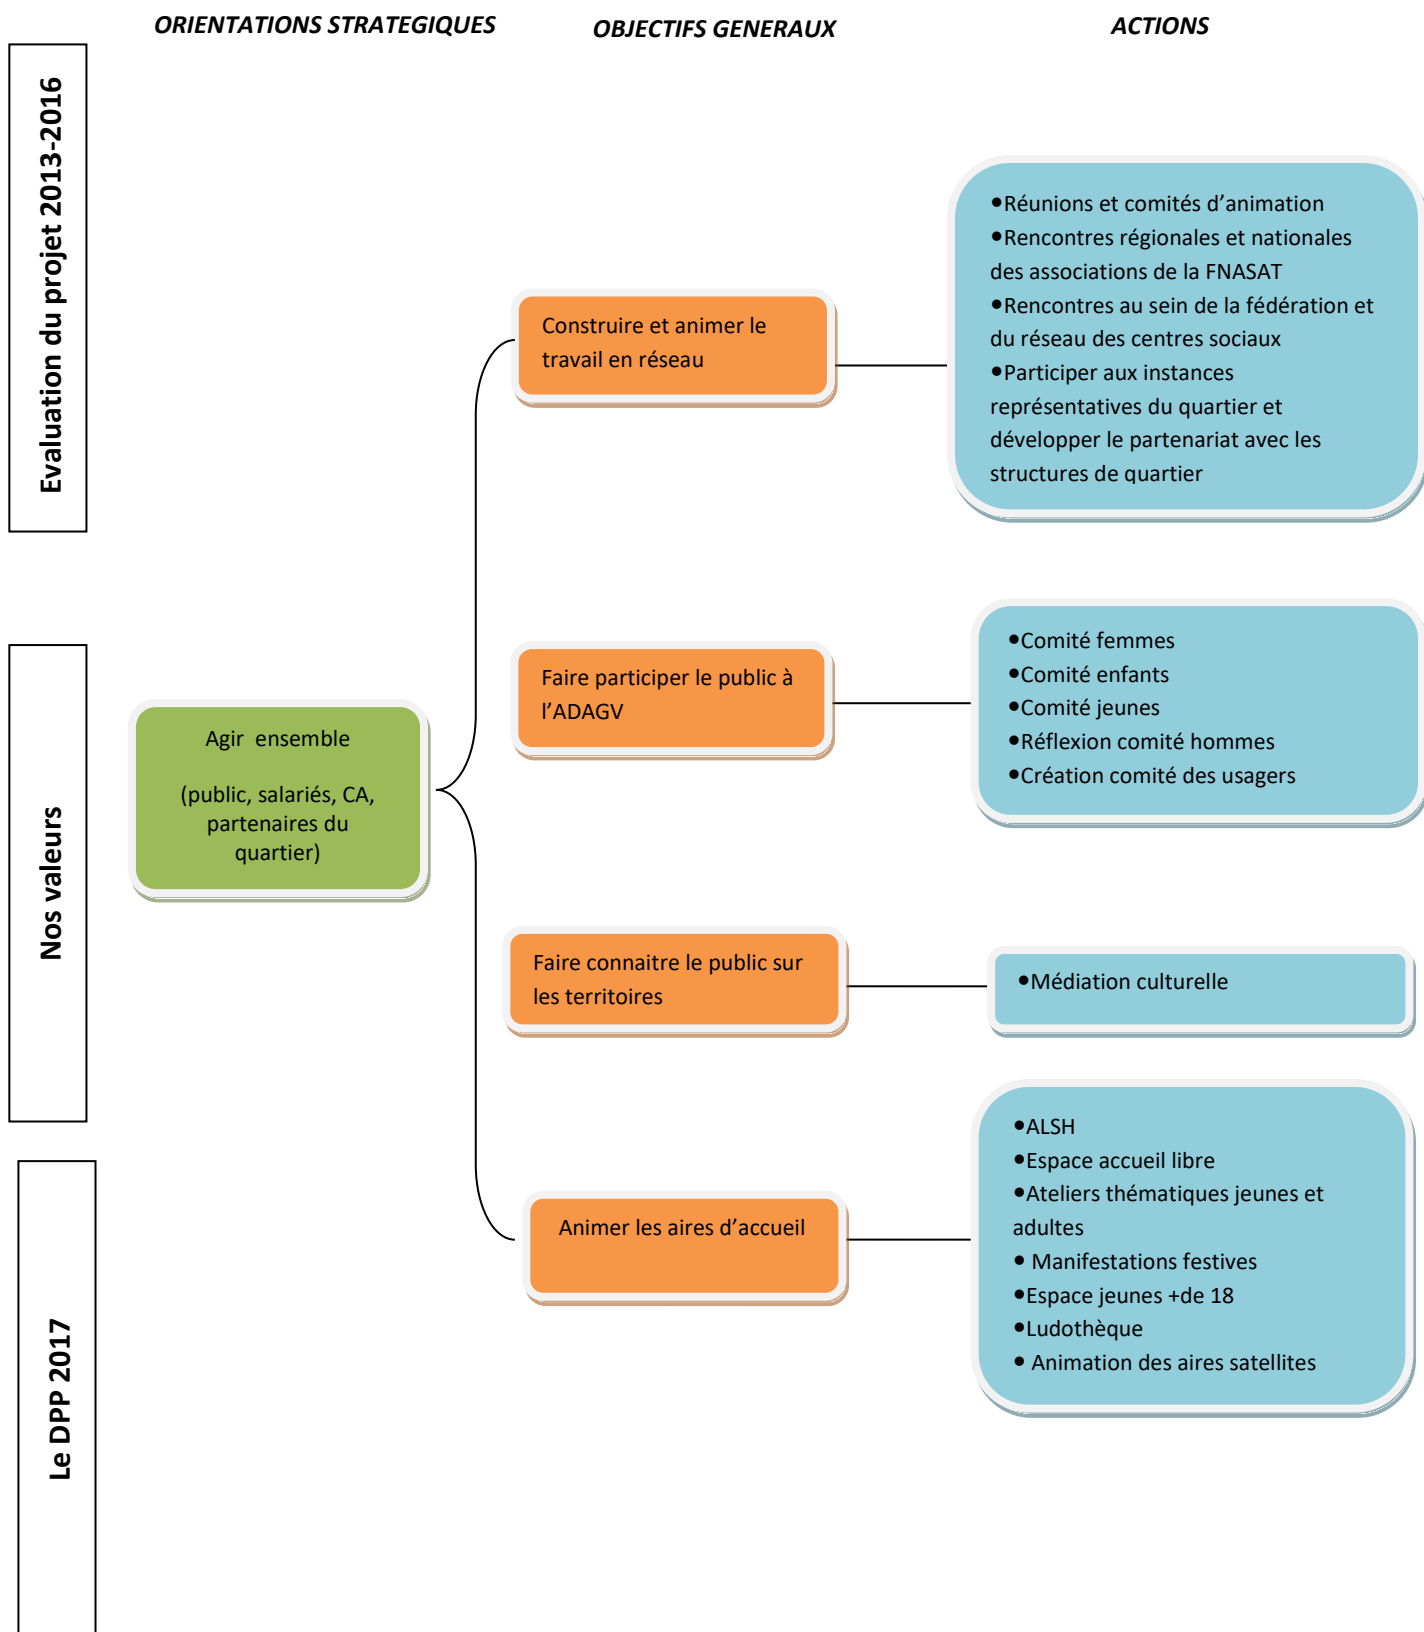 ORIENTATIONS STRATEGIQUES
OBJECTIFS GENERAUX
ACTIONS
Evaluation du projet 2013-2016
Nos valeurs
Le DPP 2017
Agir  ensemble
(public, salariés, CA,
partenaires du
quartier)
Construire et animer le
travail en réseau
•Réunions et comités d’animation
•Rencontres régionales et nationales
des associations de la FNASAT
•Rencontres au sein de la fédération et
du réseau des centres sociaux
•Participer aux instances
représentatives du quartier et
développer le partenariat avec les
structures de quartier
Faire participer le public à
l’ADAGV
•Comité femmes
•Comité enfants
•Comité jeunes
•Réflexion comité hommes
•Création comité des usagers
Faire connaitre le public sur
les territoires
•Médiation culturelle
Animer les aires d’accueil
•ALSH
•Espace accueil libre
•Ateliers thématiques jeunes et
adultes
• Manifestations festives
•Espace jeunes +de 18
•Ludothèque
• Animation des aires satellites